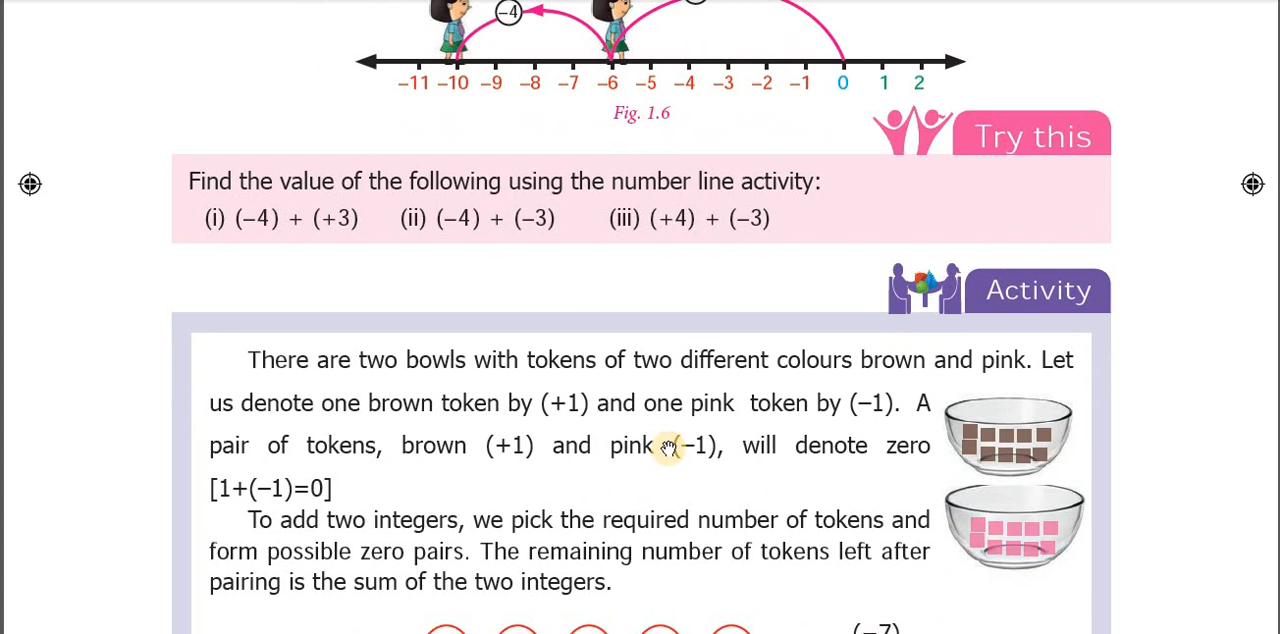 −4
−11 −10 −9 −8 −7 −6 −5 −4 −3 −2 −1 0 1 2
Fig. 1.6
Try this
Find the value of the following using the number line activity:
(i) (−4) + (+3) (ii) (−4) + (−3) (iii) (+4) + (−3)
Activity
There are two bowls with tokens of two different colours brown and pink. Let
us denote one brown token by (+1) and one pink token by (−1). A
pair of tokens, brown (+1) and pink (−1), will denote zero
[1+(−1)=0]
To add two integers, we pick the required number of tokens and
form possible zero pairs. The remaining number of tokens left after
pairing is the sum of the two integers.
(−7)